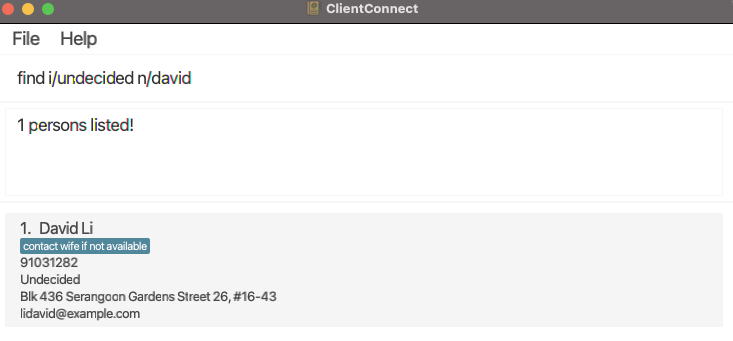 ClientConnect
File Help
find i/undecided n/david
1 persons listed!
1. David Li
contact wife if not available
91031282
Undecided
Blk 436 Serangoon Gardens Street 26, #16-43
lidavid@example.com